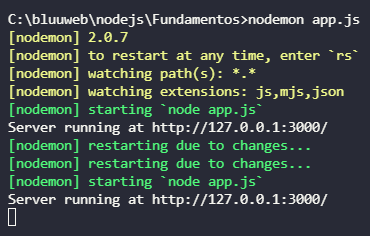 C:\bluuweb\nodejs\Fundamentos>nodemon app.js
[nodemon] 2.0.7
[nodemon] to restart at any time, enter `rs`
[nodemon] watching path(s): *.*
[nodemon] watching extensions: js,mjs,json
[nodemon] starting `node app.js`
Server running at http://127.0.0.1:3000/
[nodemon] restarting due to changes...
[nodemon] restarting due to changes...
[nodemon] starting `node app.js`
Server running at http://127.0.0.1:3000/